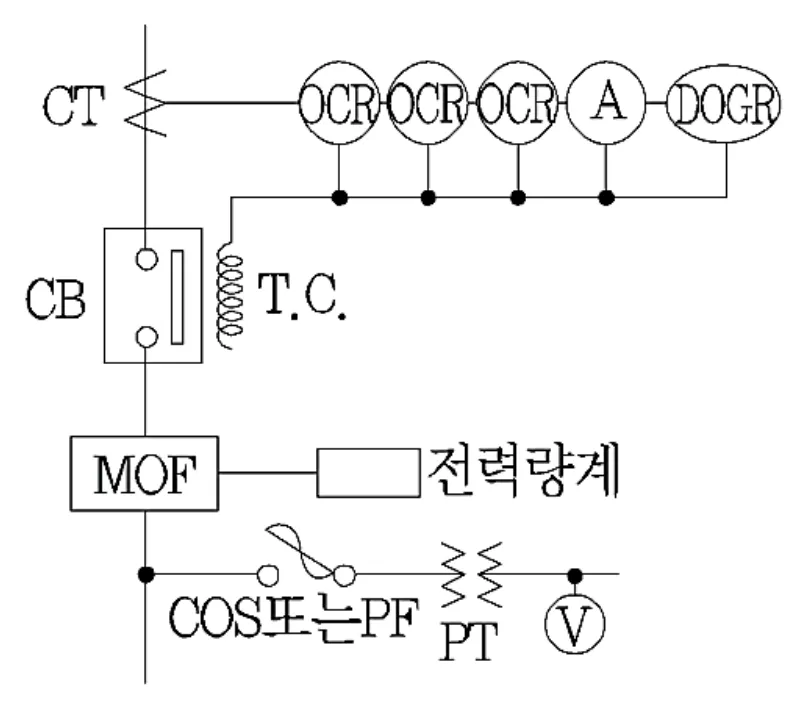 CT
OCR OCR OCR A DOGR
CB
T.C.
MOF
전력량계
COS또는PF
PT
V